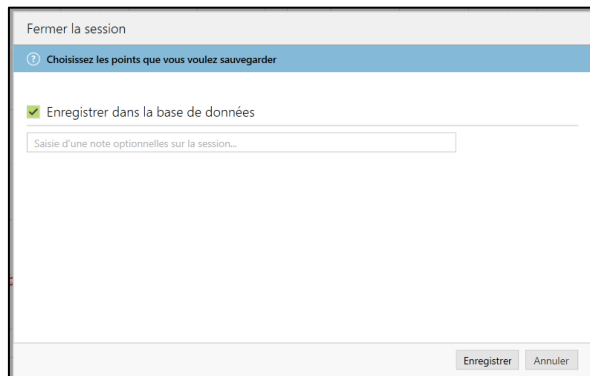 Fermer la session
Choisissez les points que vous voulez sauvegarder
Enregistrer dans la base de données
Saisie d'une note optionnelles sur la session...
Enregistrer Annuler